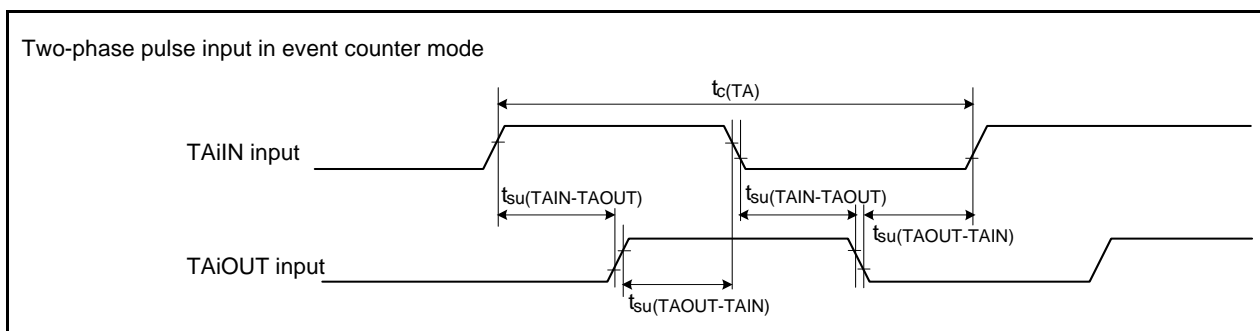 Two-phase pulse input in event counter mode
tc(TA)
TAiIN input
tsu(TAIN-TAOUT)
tsu(TAIN-TAOUT)
tsu(TAOUT-TAIN)
TAiOUT input
tsu(TAOUT-TAIN)